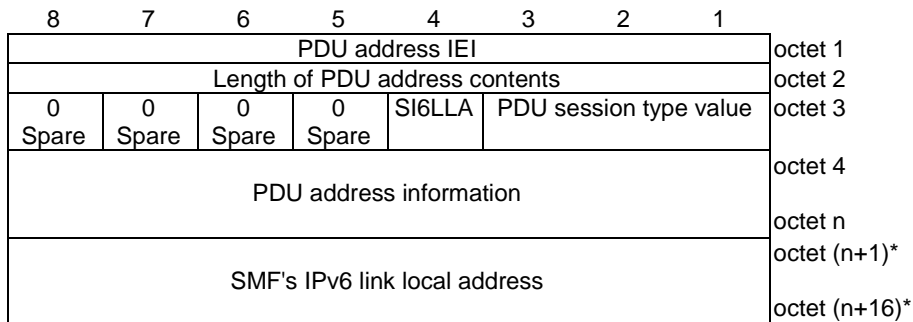 8 7 6 5 4 3 2 1
PDU address IEI octet 1
Length of PDU address contents octet 2
0 0 0 0 SI6LLA PDU session type value octet 3
Spare Spare Spare Spare
octet 4
PDU address information
octet n
octet (n+1)*
SMF's IPv6 link local address
octet (n+16)*